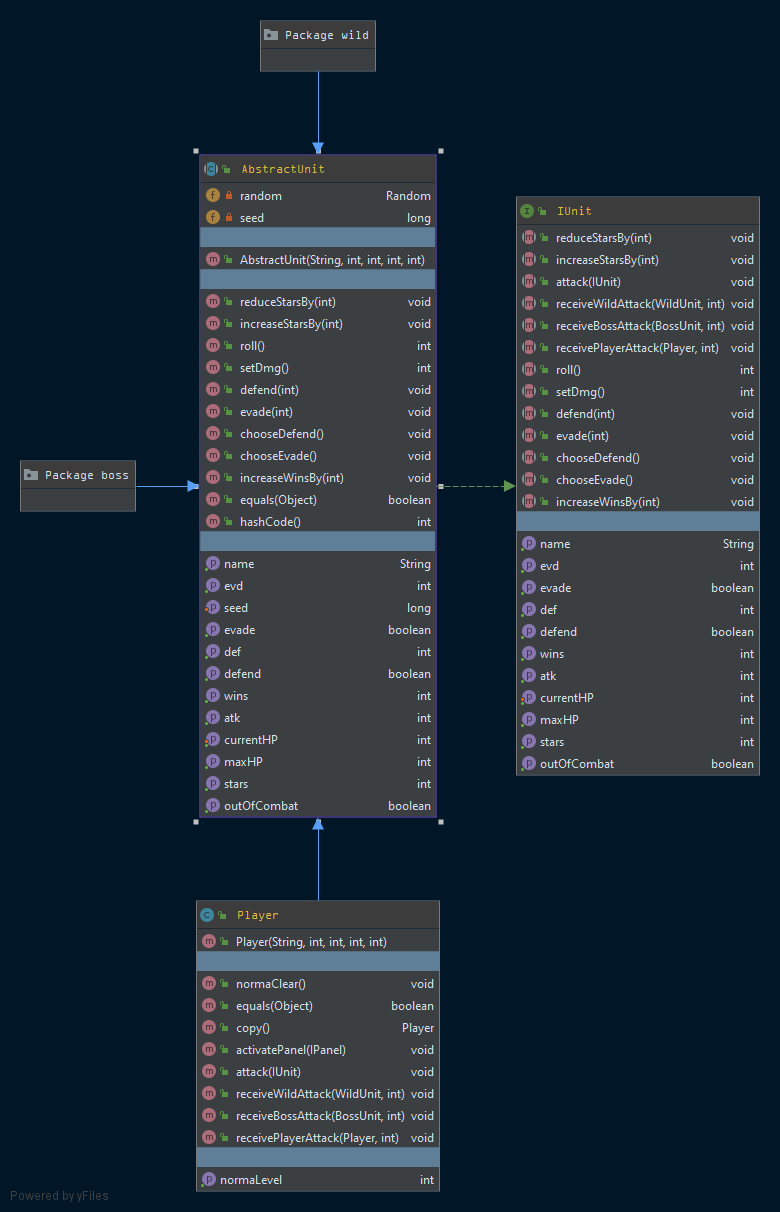 Package wild
AbstractUnit
random Random
seed long
AbstractUnit(String, int, int, int, int)
reduceStarsBy(int) void
increaseStarsBy(int) void
roll() int
setDmg() int
defend(int) void
evade(int) void
chooseDefend() void
chooseEvade() void
increaseWinsBy(int) void
equals(Object) boolean
hashCode() int
name String
evd int
seed long
evade boolean
def int
defend boolean
wins int
atk int
currentHP int
maxHP int
stars int
outOfCombat boolean
IUnit
reduceStarsBy(int) void
increaseStarsBy(int) void
attack(IUnit) void
receiveWildAttack(WildUnit, int) void
receiveBossAttack(BossUnit, int) void
receivePlayerAttack(Player, int) void
roll() int
setDmg() int
defend(int) void
evade(int) void
chooseDefend() void
chooseEvade() void
increaseWinsBy(int) void
name String
evd int
evade boolean
def int
defend boolean
wins int
atk int
currentHP int
maxHP int
stars int
outOfCombat boolean
Package boss
Player
Player(String, int, int, int, int)
normaClear() void
equals(Object) boolean
copy() Player
activatePanel(IPanel) void
attack(IUnit) void
receiveWildAttack(WildUnit, int) void
receiveBossAttack(BossUnit, int) void
receivePlayerAttack(Player, int) void
normaLevel int
Powered by yFiles